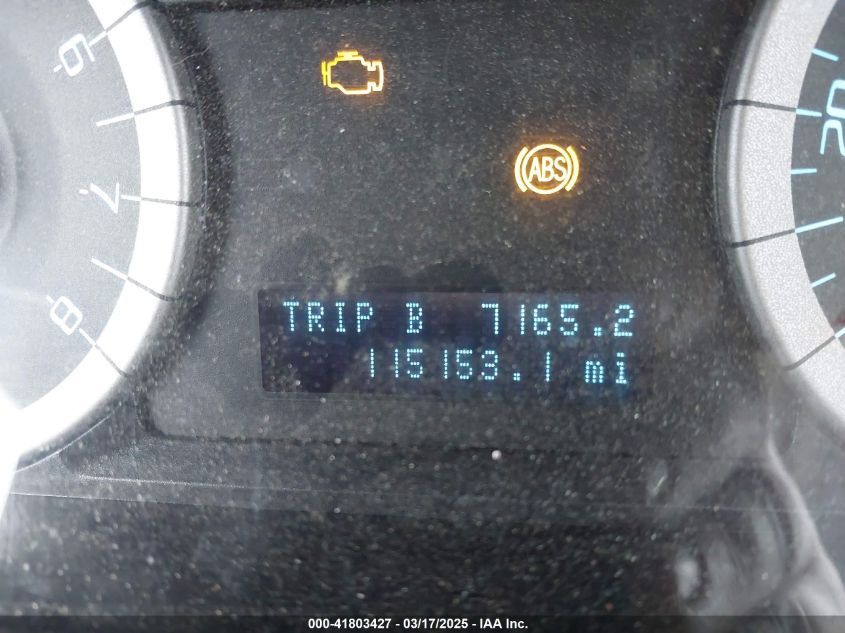 6
7
8
ABS
20
TRIP B 7165.2
115153.1 mi
000-41803427 - 03/17/2025 - IAA Inc.